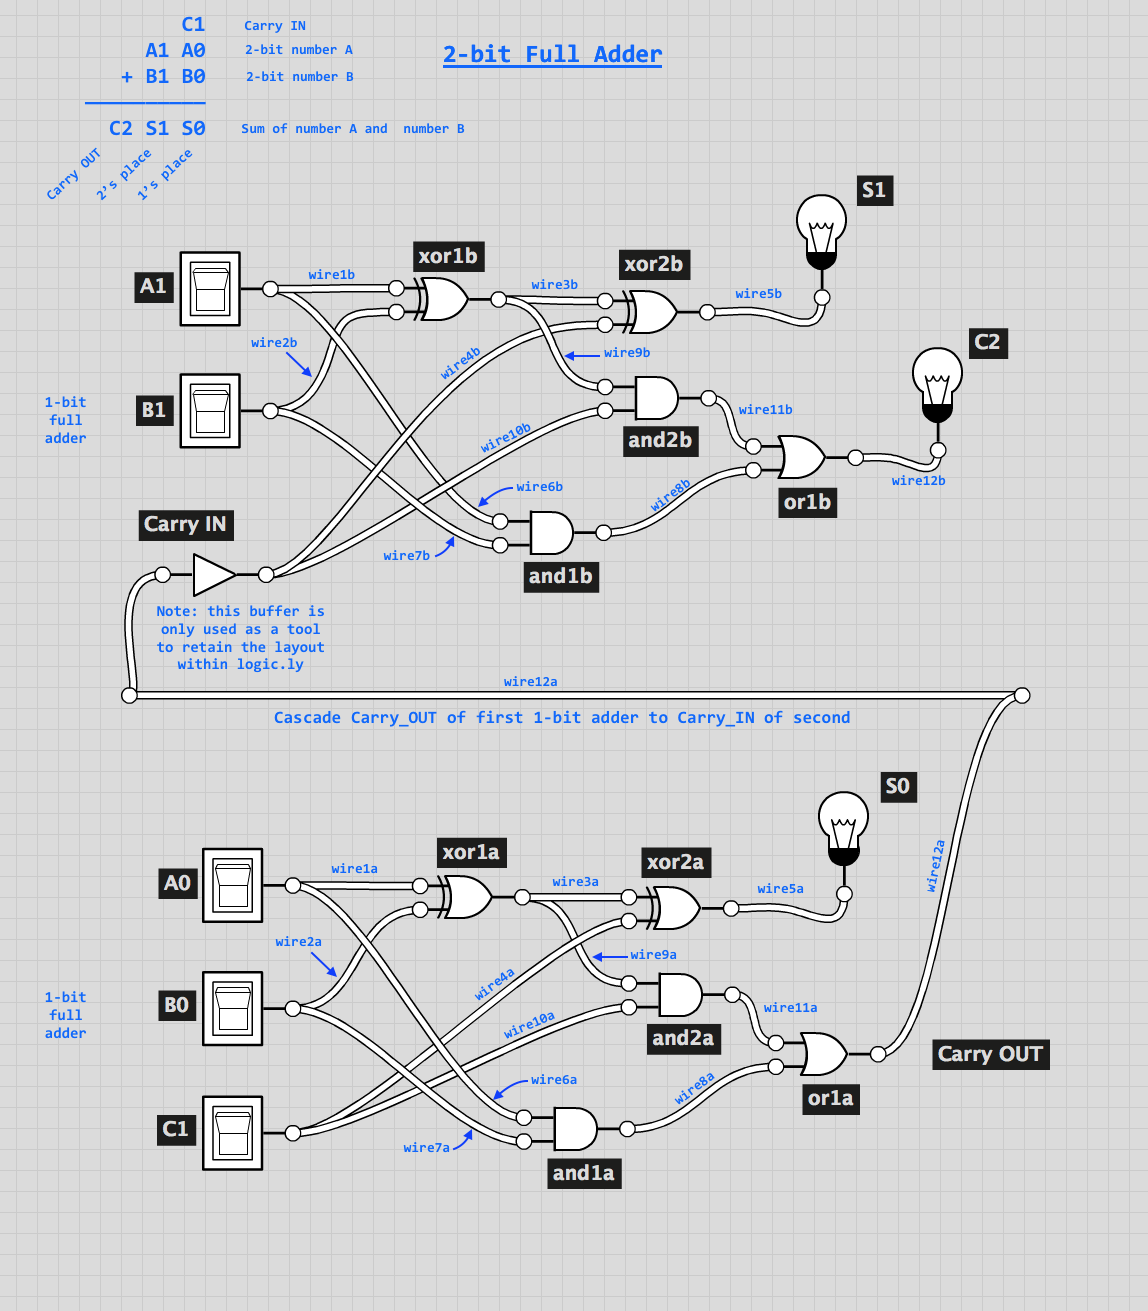 C1 Carry IN
A1 A0 2-bit number A
+ B1 B0 2-bit number B
C2 S1 S0 Sum of number A and number B
Carry OUT
2's place
1's place
2-bit Full Adder
S1
xor1b
xor2b
A1
wire1b
wire3b
wire5b
wire2b
wire4b
wire9b
C2
1-bit
full
adder
B1
wire10b
and2b
wire11b
wire12b
wire6b
wire8b
or1b
Carry IN
wire7b
and1b
Note: this buffer is
only used as a tool
to retain the layout
within logic.ly
wire12a
Cascade Carry_OUT of first 1-bit adder to Carry_IN of second
S0
xor1a
xor2a
A0
wire1a
wire3a
wire5a
wire12a
wire2a
wire4a
wire9a
1-bit
full
adder
B0
wire10a
and2a
wire11a
Carry OUT
wire6a
wire8a
or1a
C1
wire7a
and1a